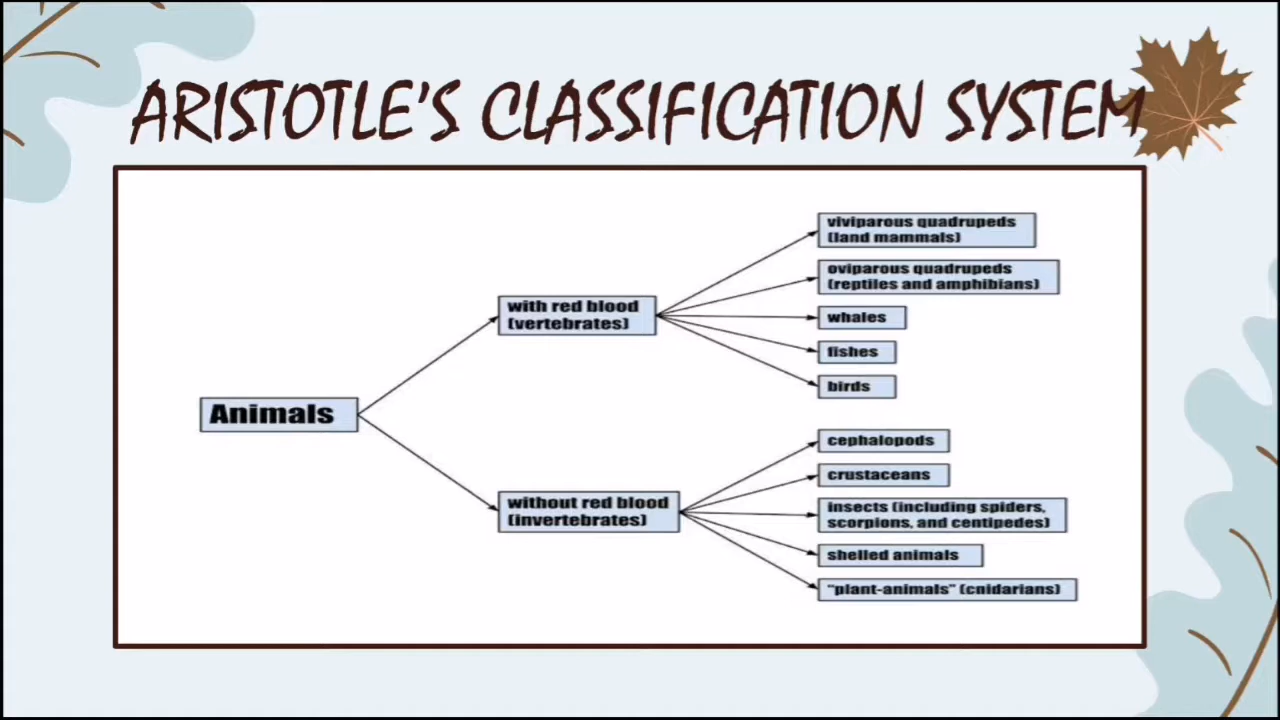 ARISTOTLE'S CLASSIFICATION SYSTEM
viviparous quadrupeds
(land mammals)
oviparous quadrupeds
(reptiles and amphibians)
with red blood
(vertebrates)
whales
fishes
birds
Animals
cephalopods
crustaceans
without red blood
(invertebrates)
insects (including spiders,
scorpions, and centipedes)
shelled animals
"plant-animals" (cnidarians)